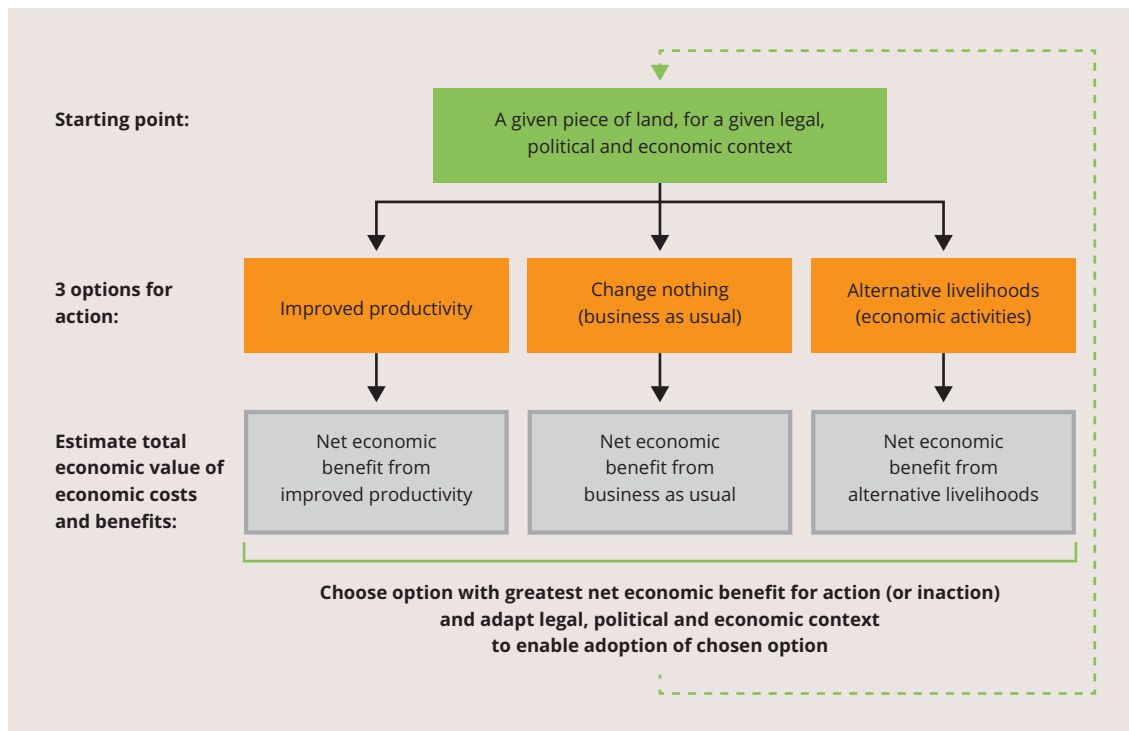 Starting point:
A given piece of land, for a given legal,
political and economic context
3 options for
action:
Improved productivity
Change nothing
(business as usual)
Alternative livelihoods
(economic activities)
Estimate total
economic value of
economic costs
and benefits:
Net economic
benefit from
improved productivity
Net economic
benefit from
business as usual
Net economic
benefit from
alternative livelihoods
Choose option with greatest net economic benefit for action (or inaction)
and adapt legal, political and economic context
to enable adoption of chosen option